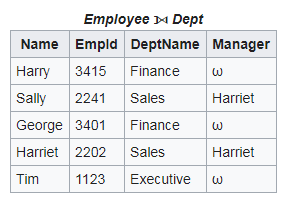 Employee ⟕ Dept
Name EmpId DeptName Manager
Harry 3415 Finance ω
Sally 2241 Sales Harriet
George 3401 Finance ω
Harriet 2202 Sales Harriet
Tim 1123 Executive ω